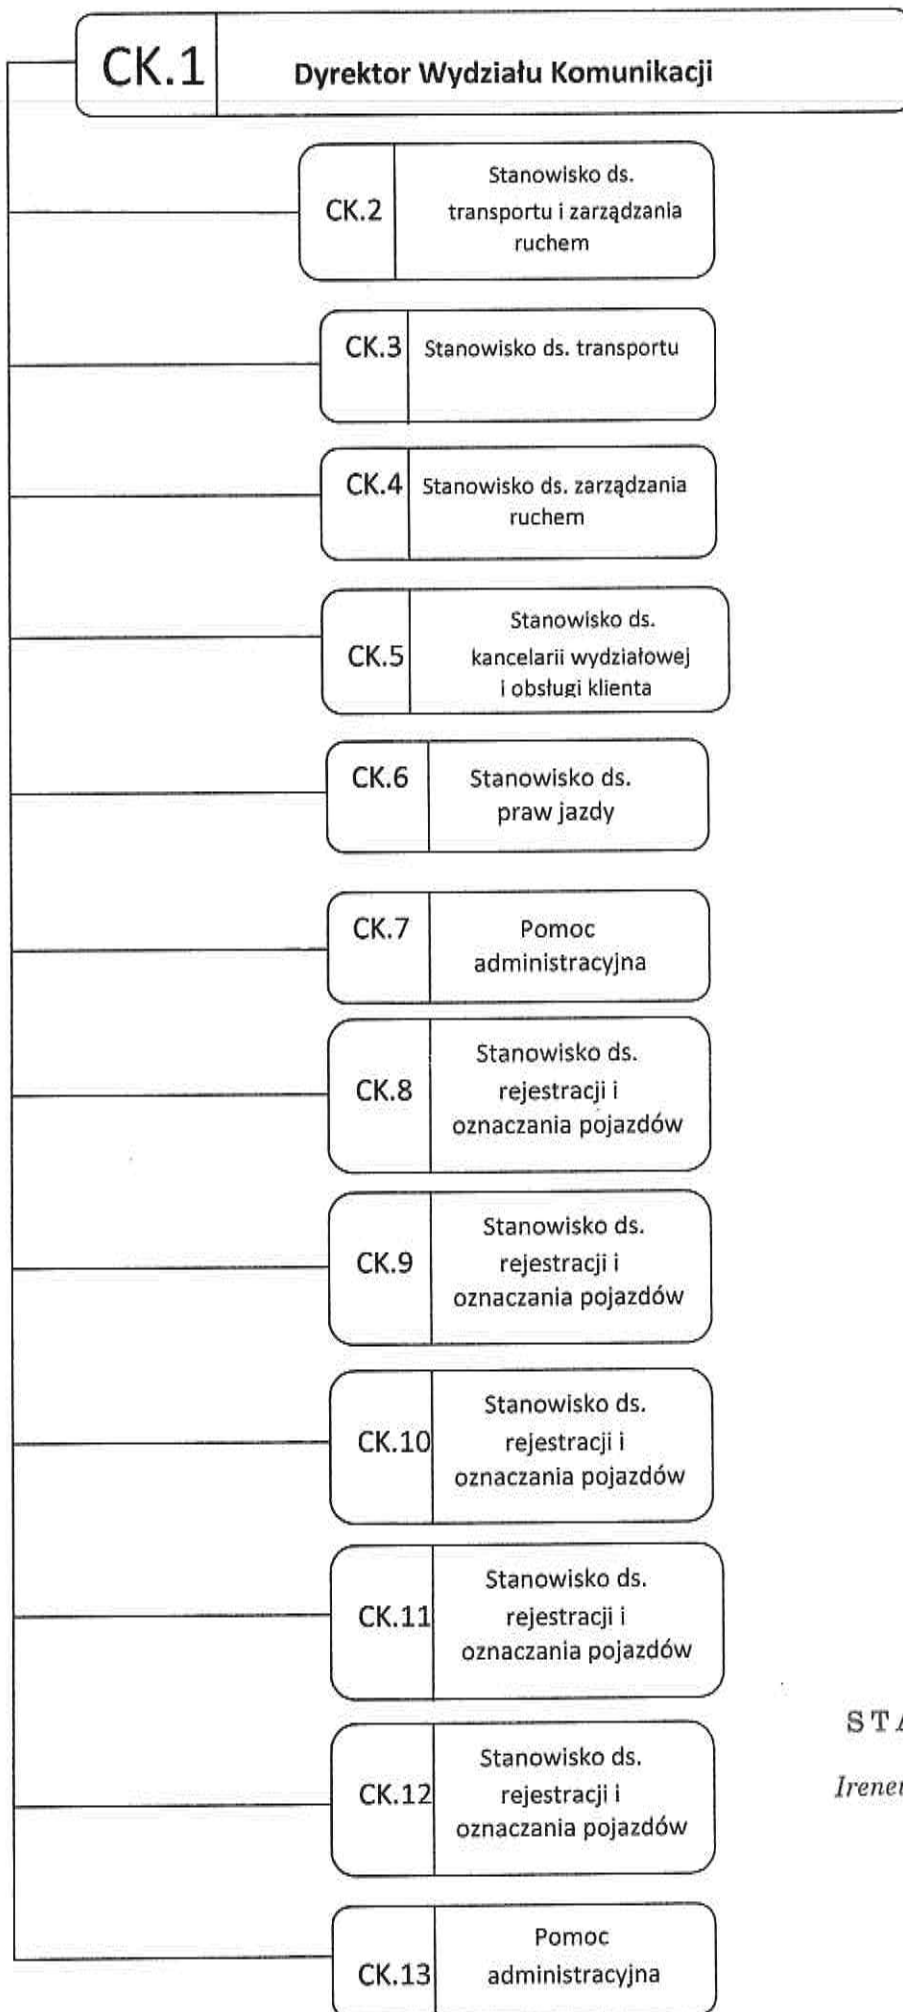 CK.1 Dyrektor Wydziału Komunikacji
Stanowisko ds.
CK.2 transportu i zarządzania
ruchem
CK.3 Stanowisko ds. transportu
CK.4 Stanowisko ds. zarządzania
ruchem
Stanowisko ds.
CK.5 kancelarii wydziałowej
i obsługi klienta
CK.6 Stanowisko ds.
praw jazdy
CK.7 Pomoc
administracyjna
Stanowisko ds.
CK.8 rejestracji i
oznaczania pojazdów
Stanowisko ds.
CK.9 rejestracji i
oznaczania pojazdów
Stanowisko ds.
CK.10 rejestracji i
oznaczania pojazdów
Stanowisko ds.
CK.11 rejestracji i
oznaczania pojazdów
Stanowisko ds.
CK.12 rejestracji i
oznaczania pojazdów
Pomoc
CK.13 administracyjna